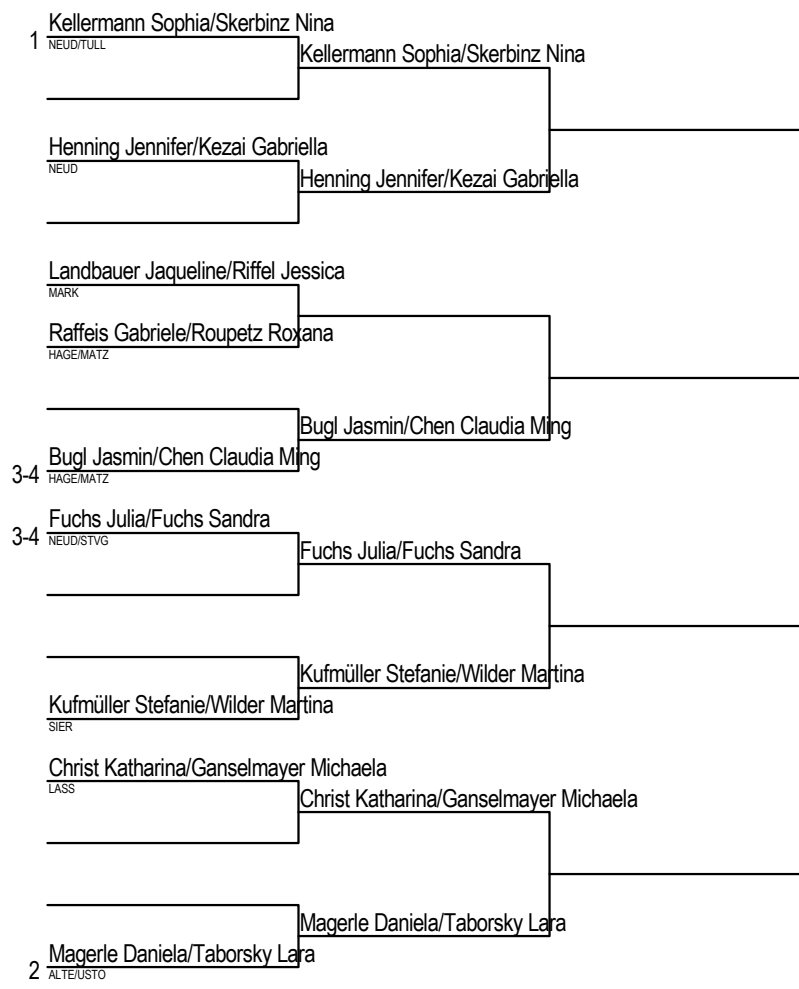 Kellermann Sophia/Skerbinz Nina
1 NEUD/TULL
Kellermann Sophia/Skerbinz Nina
Henning Jennifer/Kezai Gabriella
NEUD
Henning Jennifer/Kezai Gabriella
Landbauer Jaqueline/Riffel Jessica
MARK
Raffeis Gabriele/Roupetz Roxana
HAGE/MATZ
Bugl Jasmin/Chen Claudia Ming
Bugl Jasmin/Chen Claudia Ming
3-4 HAGE/MATZ
Fuchs Julia/Fuchs Sandra
3-4 NEUD/STVG
Fuchs Julia/Fuchs Sandra
Kufmüller Stefanie/Wilder Martina
Kufmüller Stefanie/Wilder Martina
SIER
Christ Katharina/Ganselmayer Michaela
LASS
Christ Katharina/Ganselmayer Michaela
Magerle Daniela/Taborsky Lara
Magerle Daniela/Taborsky Lara
2 ALTE/USTO